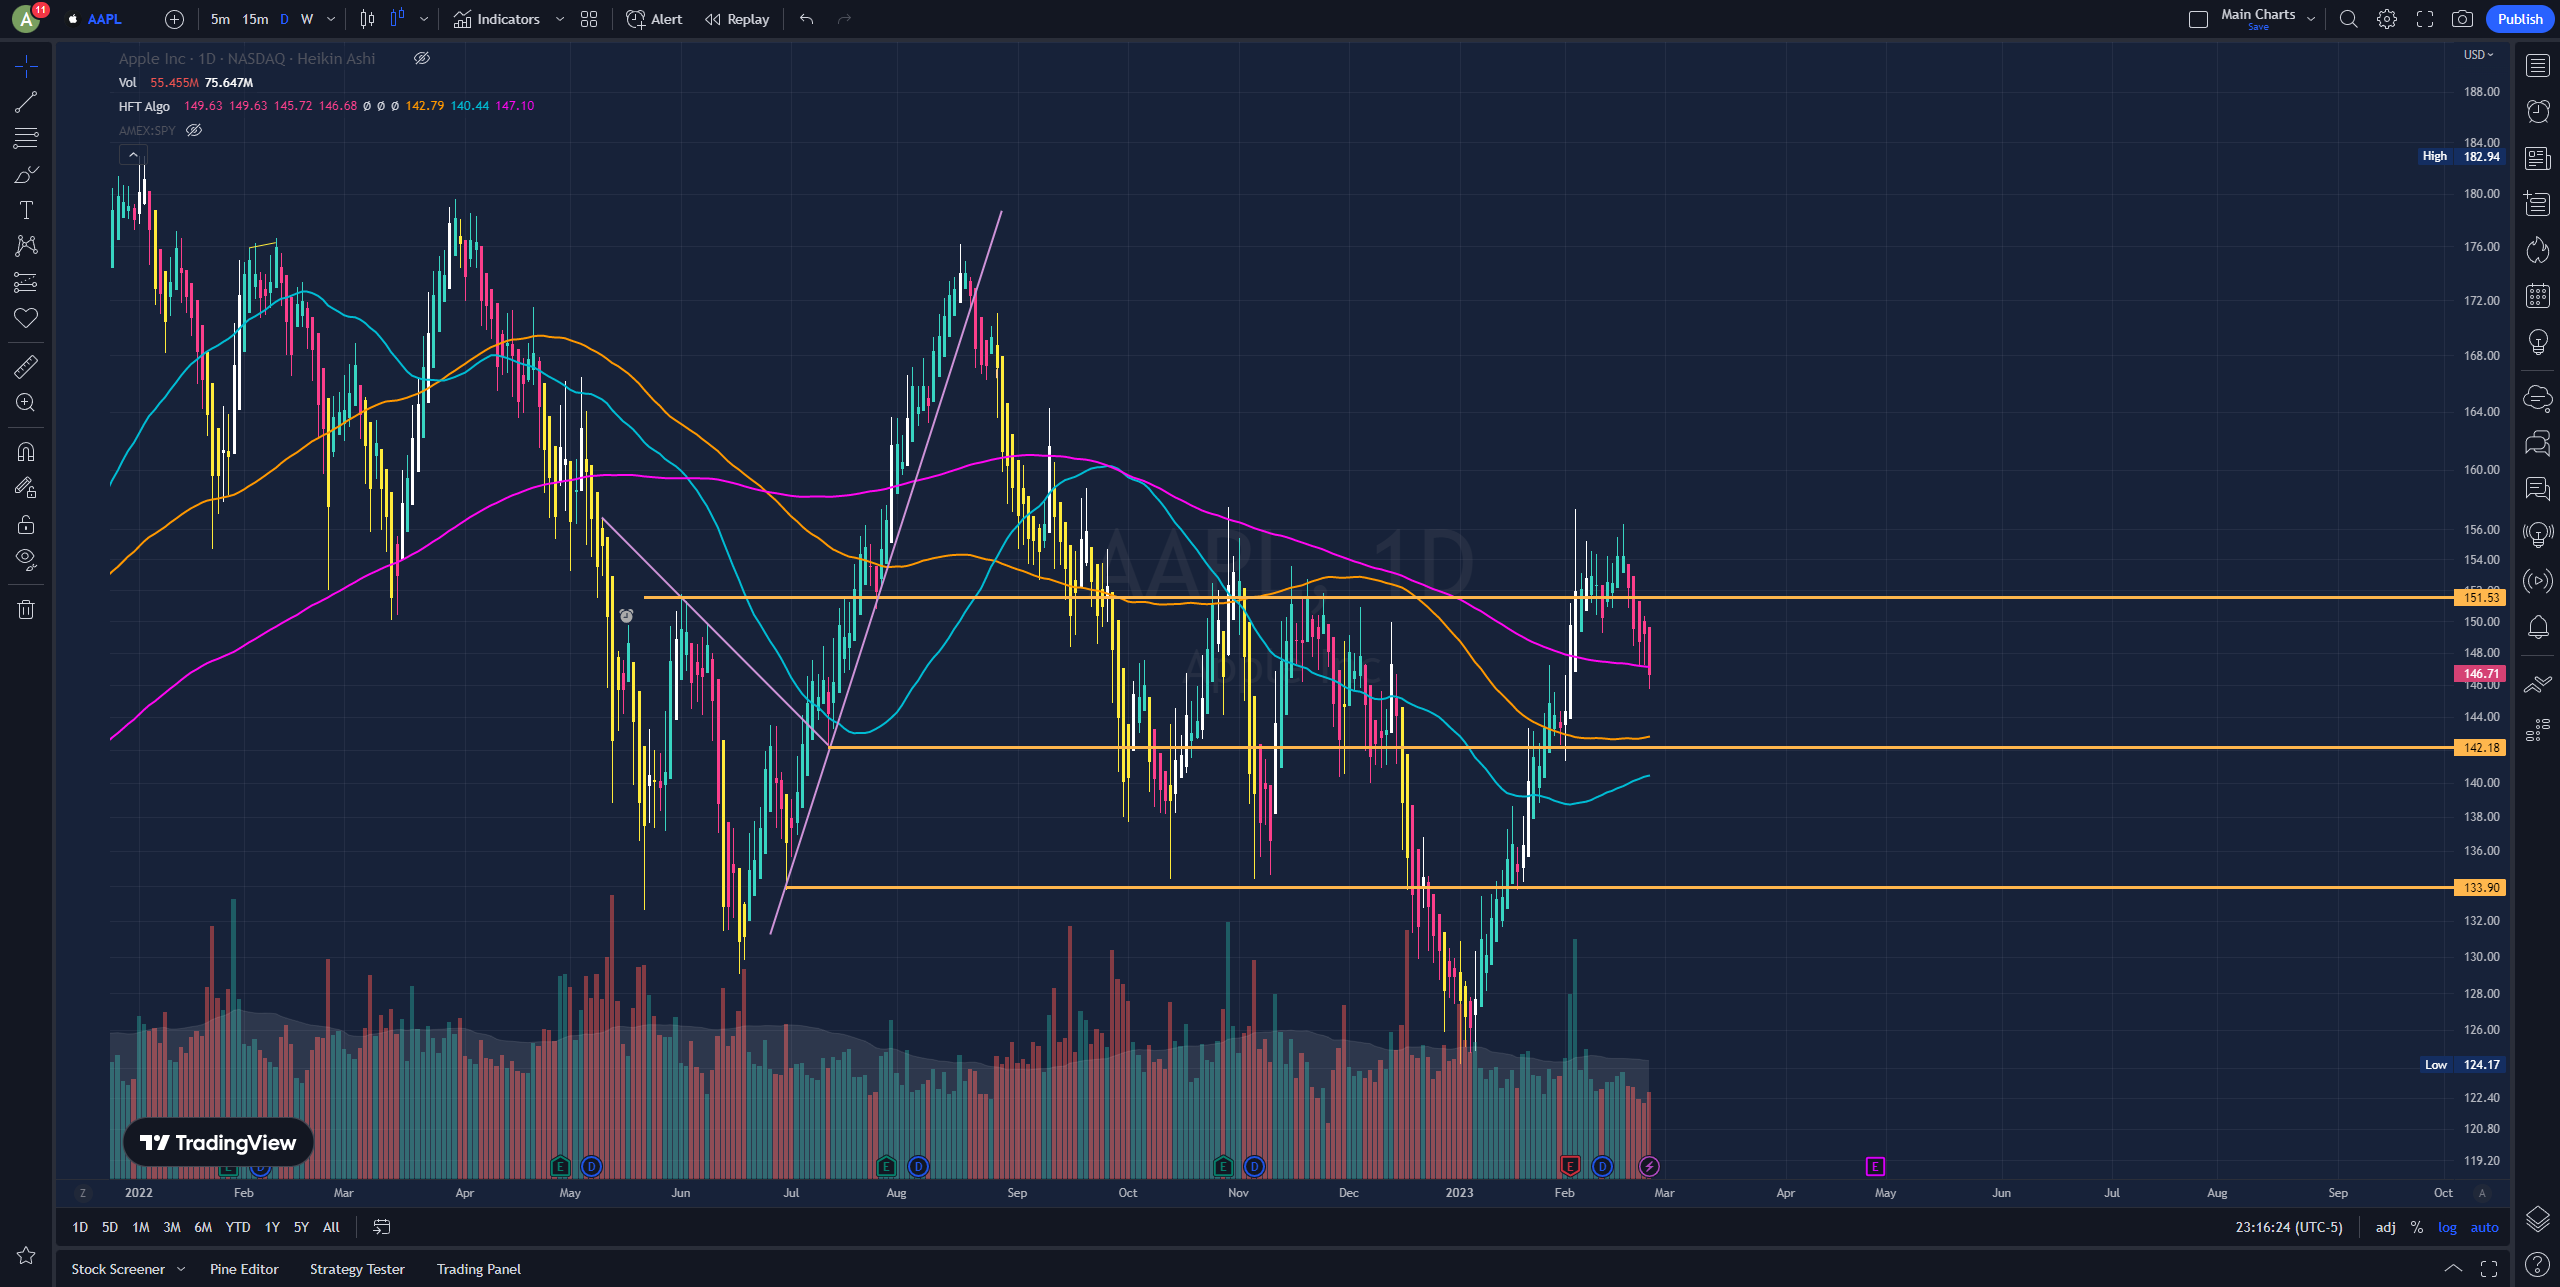 A 11 AAPL 5m 15m D W Indicators Alert Replay Main Charts Save Publish
Apple Inc · 1D · NASDAQ · Heikin Ashi
Vol 55.455M 75.647M
HFT Algo 149.63 149.63 145.72 146.68 Ø Ø Ø 142.79 140.44 147.10
AMEX:SPY
USD
188.00
184.00
High 182.94
180.00
176.00
172.00
168.00
164.00
160.00
156.00
154.00
151.53
150.00
148.00
146.71
146.00
144.00
142.18
140.00
138.00
136.00
133.90
132.00
130.00
128.00
126.00
Low 124.17
122.40
120.80
119.20
AAPL, 1D
Apple Inc
TradingView
E D E D E D E D E D E
Z 2022 Feb Mar Apr May Jun Jul Aug Sep Oct Nov Dec 2023 Feb Mar Apr May Jun Jul Aug Sep Oct A
1D 5D 1M 3M 6M YTD 1Y 5Y All 23:16:24 (UTC-5) adj % log auto
Stock Screener Pine Editor Strategy Tester Trading Panel